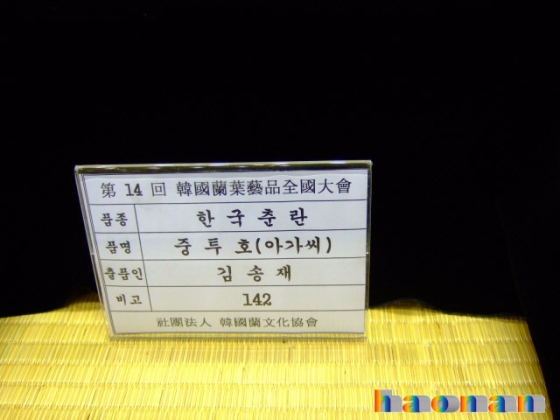 第 14 回 韓國蘭葉藝品全國大會
품종 한국춘란
품명 중투호(아가씨)
출품인 김송재
비고 142
社團法人 韓國蘭文化協會
haonan